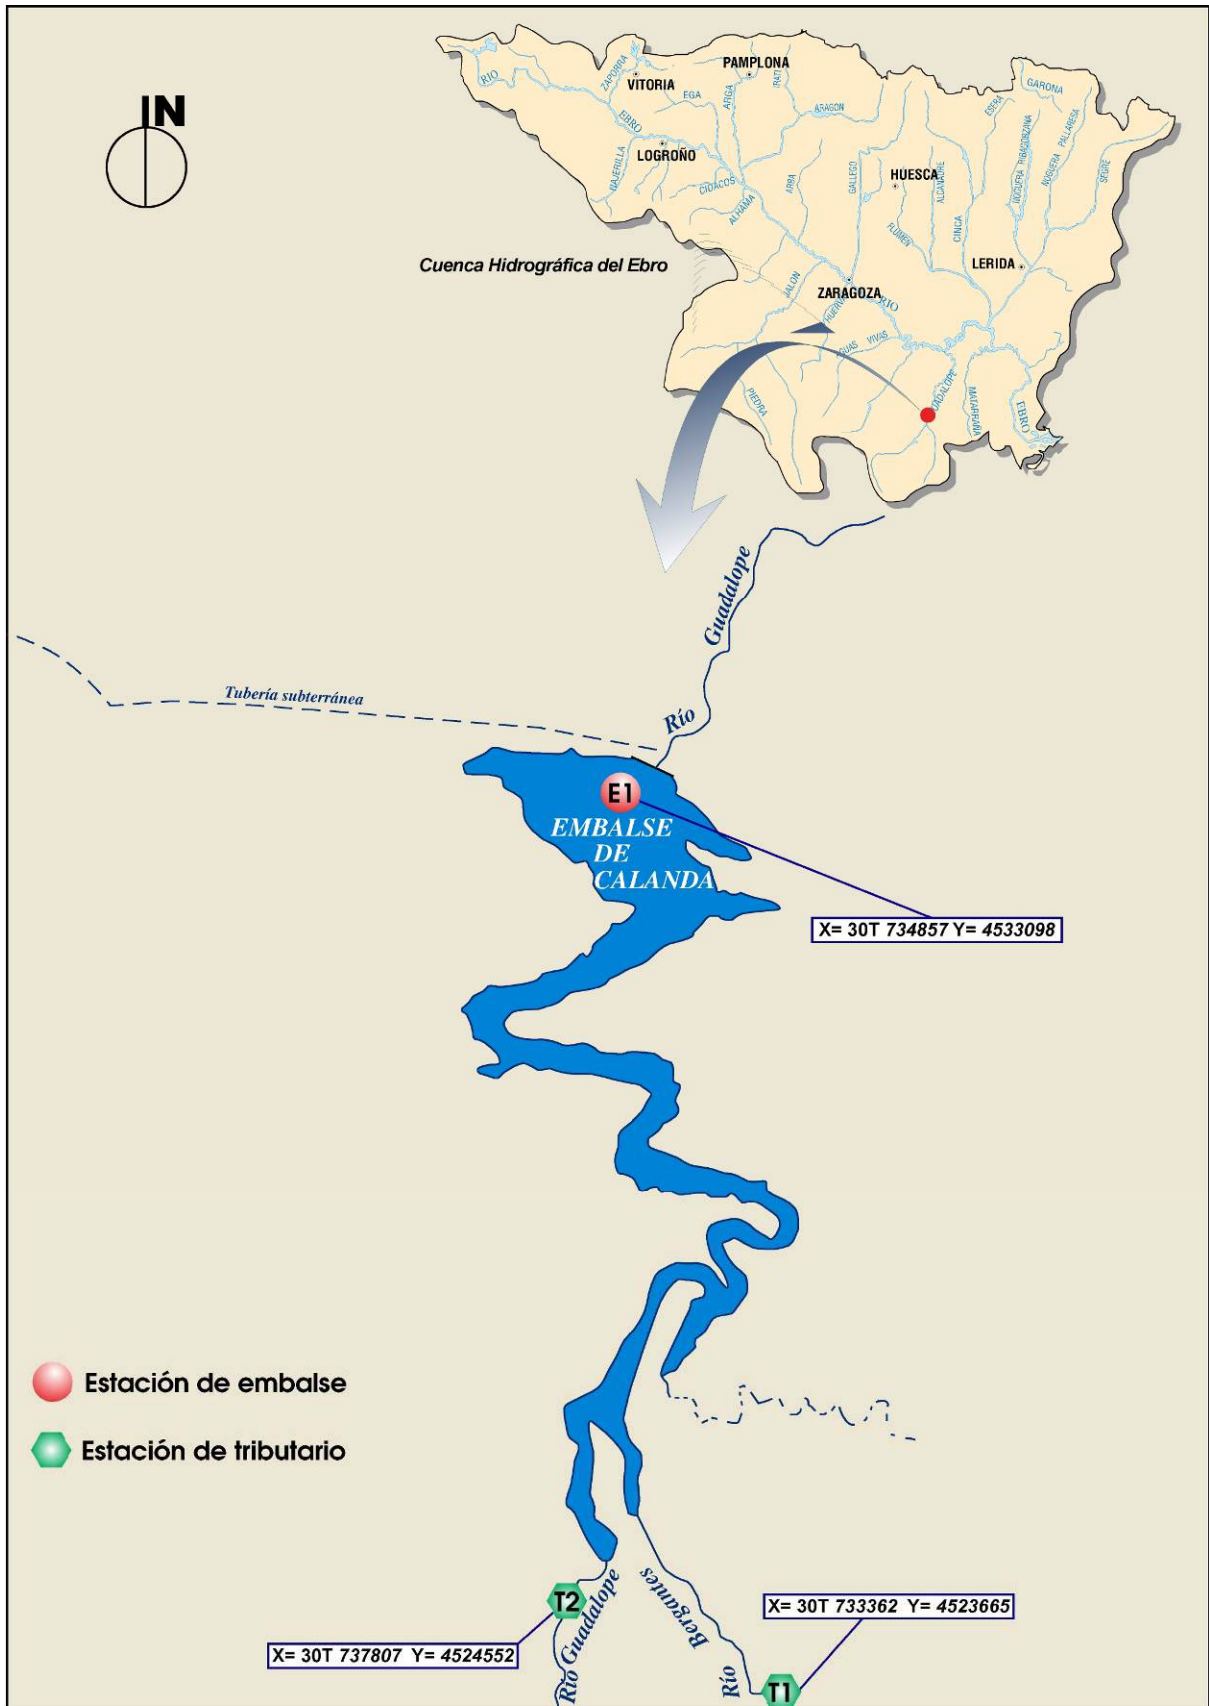 IN
Cuenca Hidrográfica del Ebro
RIO
ZAPORRA
VITORIA
PAMPLONA
EGA
ARGA
IRATI
ARAGON
EBRO
LOGROÑO
NAJERILLA
CIDACOS
ALHAMA
ARBA
GALLEGO
HUESCA
ALCANADRE
FLUMEN
CINCA
ESERA
GARONA
NOGUERA RIBAGORZANA
NOGUERA PALLARESA
SEGRE
LERIDA
ZARAGOZA
RIO
JALON
HUERVA
AGUAS VIVAS
PIEDRA
GUADALOPE
MATARRAÑA
EBRO
Río Guadalope
Tubería subterránea
E1
EMBALSE
DE
CALANDA
X= 30T 734857 Y= 4533098
Estación de embalse
Estación de tributario
T2
Río Guadalope
X= 30T 737807 Y= 4524552
Río Bergantes
T1
X= 30T 733362 Y= 4523665